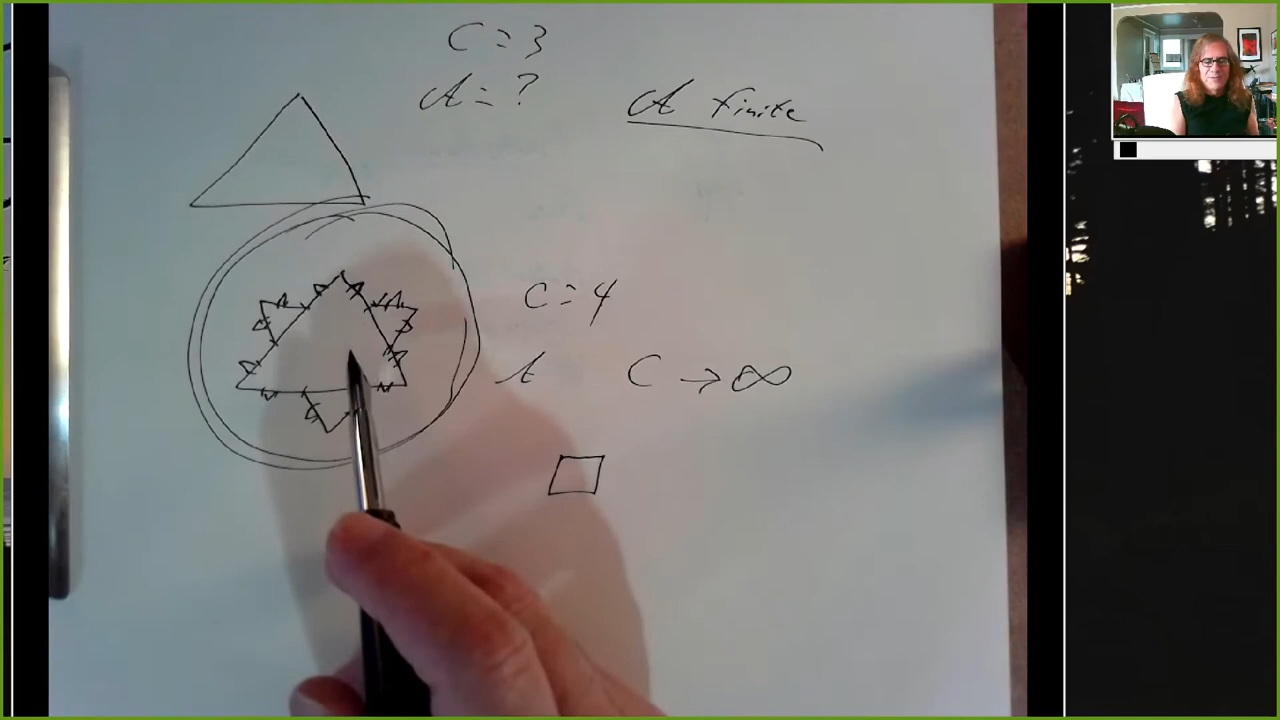 C = 3
A = ?
A finite
C = 4
A C → ∞